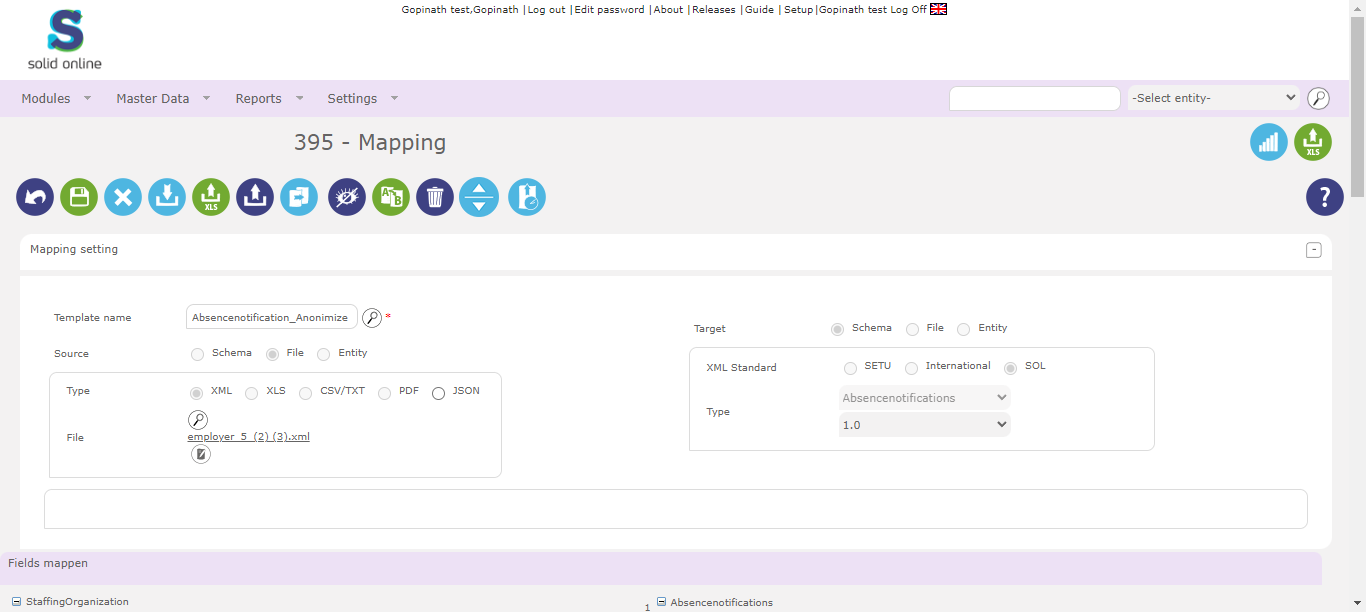 Gopinath test,Gopinath |Log out |Edit password |About |Releases |Guide | Setup|Gopinath test Log Off
solid online
Modules Master Data Reports Settings -Select entity-
395 - Mapping
XLS
XLS A B ?
Mapping setting -
Template name Absencenotification_Anonimize *
Target Schema File Entity
Source Schema File Entity
XML Standard SETU International SOL
Type XML XLS CSV/TXT PDF JSON
Absencenotifications
Type
1.0
File employer_5_(2)_(3).xml
Fields mappen
StaffingOrganization 1 Absencenotifications